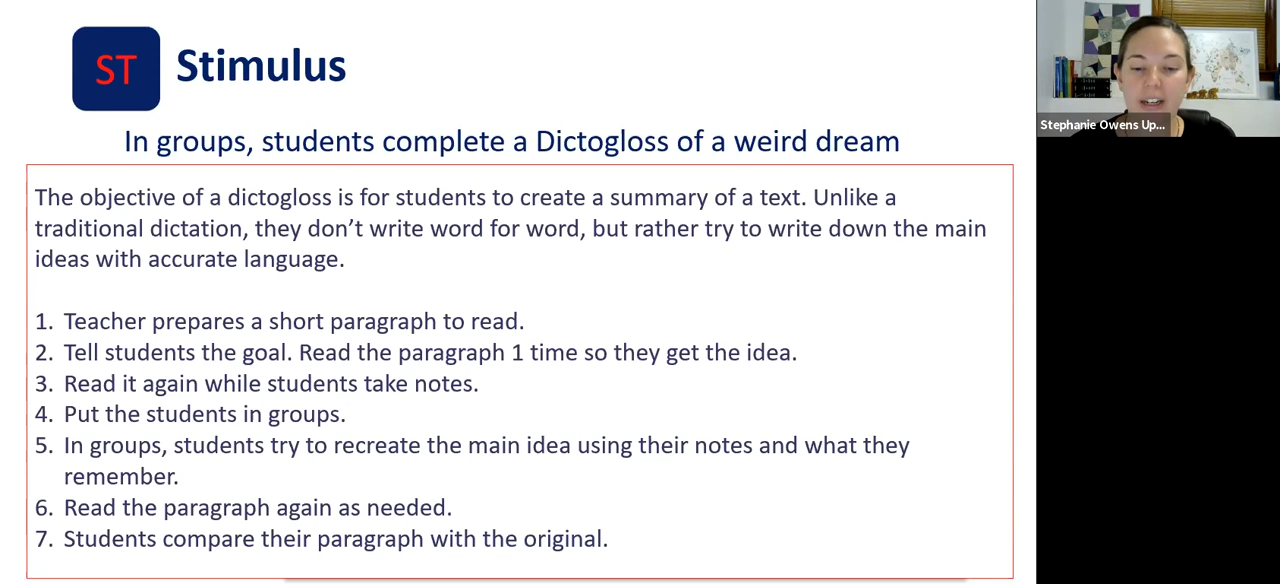 ST Stimulus
In groups, students complete a Dictogloss of a weird dream
The objective of a dictogloss is for students to create a summary of a text. Unlike a
traditional dictation, they don’t write word for word, but rather try to write down the main
ideas with accurate language.
1. Teacher prepares a short paragraph to read.
2. Tell students the goal. Read the paragraph 1 time so they get the idea.
3. Read it again while students take notes.
4. Put the students in groups.
5. In groups, students try to recreate the main idea using their notes and what they
remember.
6. Read the paragraph again as needed.
7. Students compare their paragraph with the original.
Stephanie Owens Up...